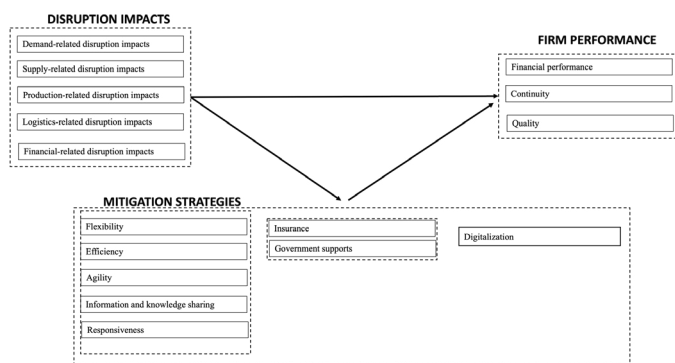 DISRUPTION IMPACTS
Demand-related disruption impacts
Supply-related disruption impacts
Production-related disruption impacts
Logistics-related disruption impacts
Financial-related disruption impacts
FIRM PERFORMANCE
Financial performance
Continuity
Quality
MITIGATION STRATEGIES
Flexibility
Efficiency
Agility
Information and knowledge sharing
Responsiveness
Insurance
Government supports
Digitalization